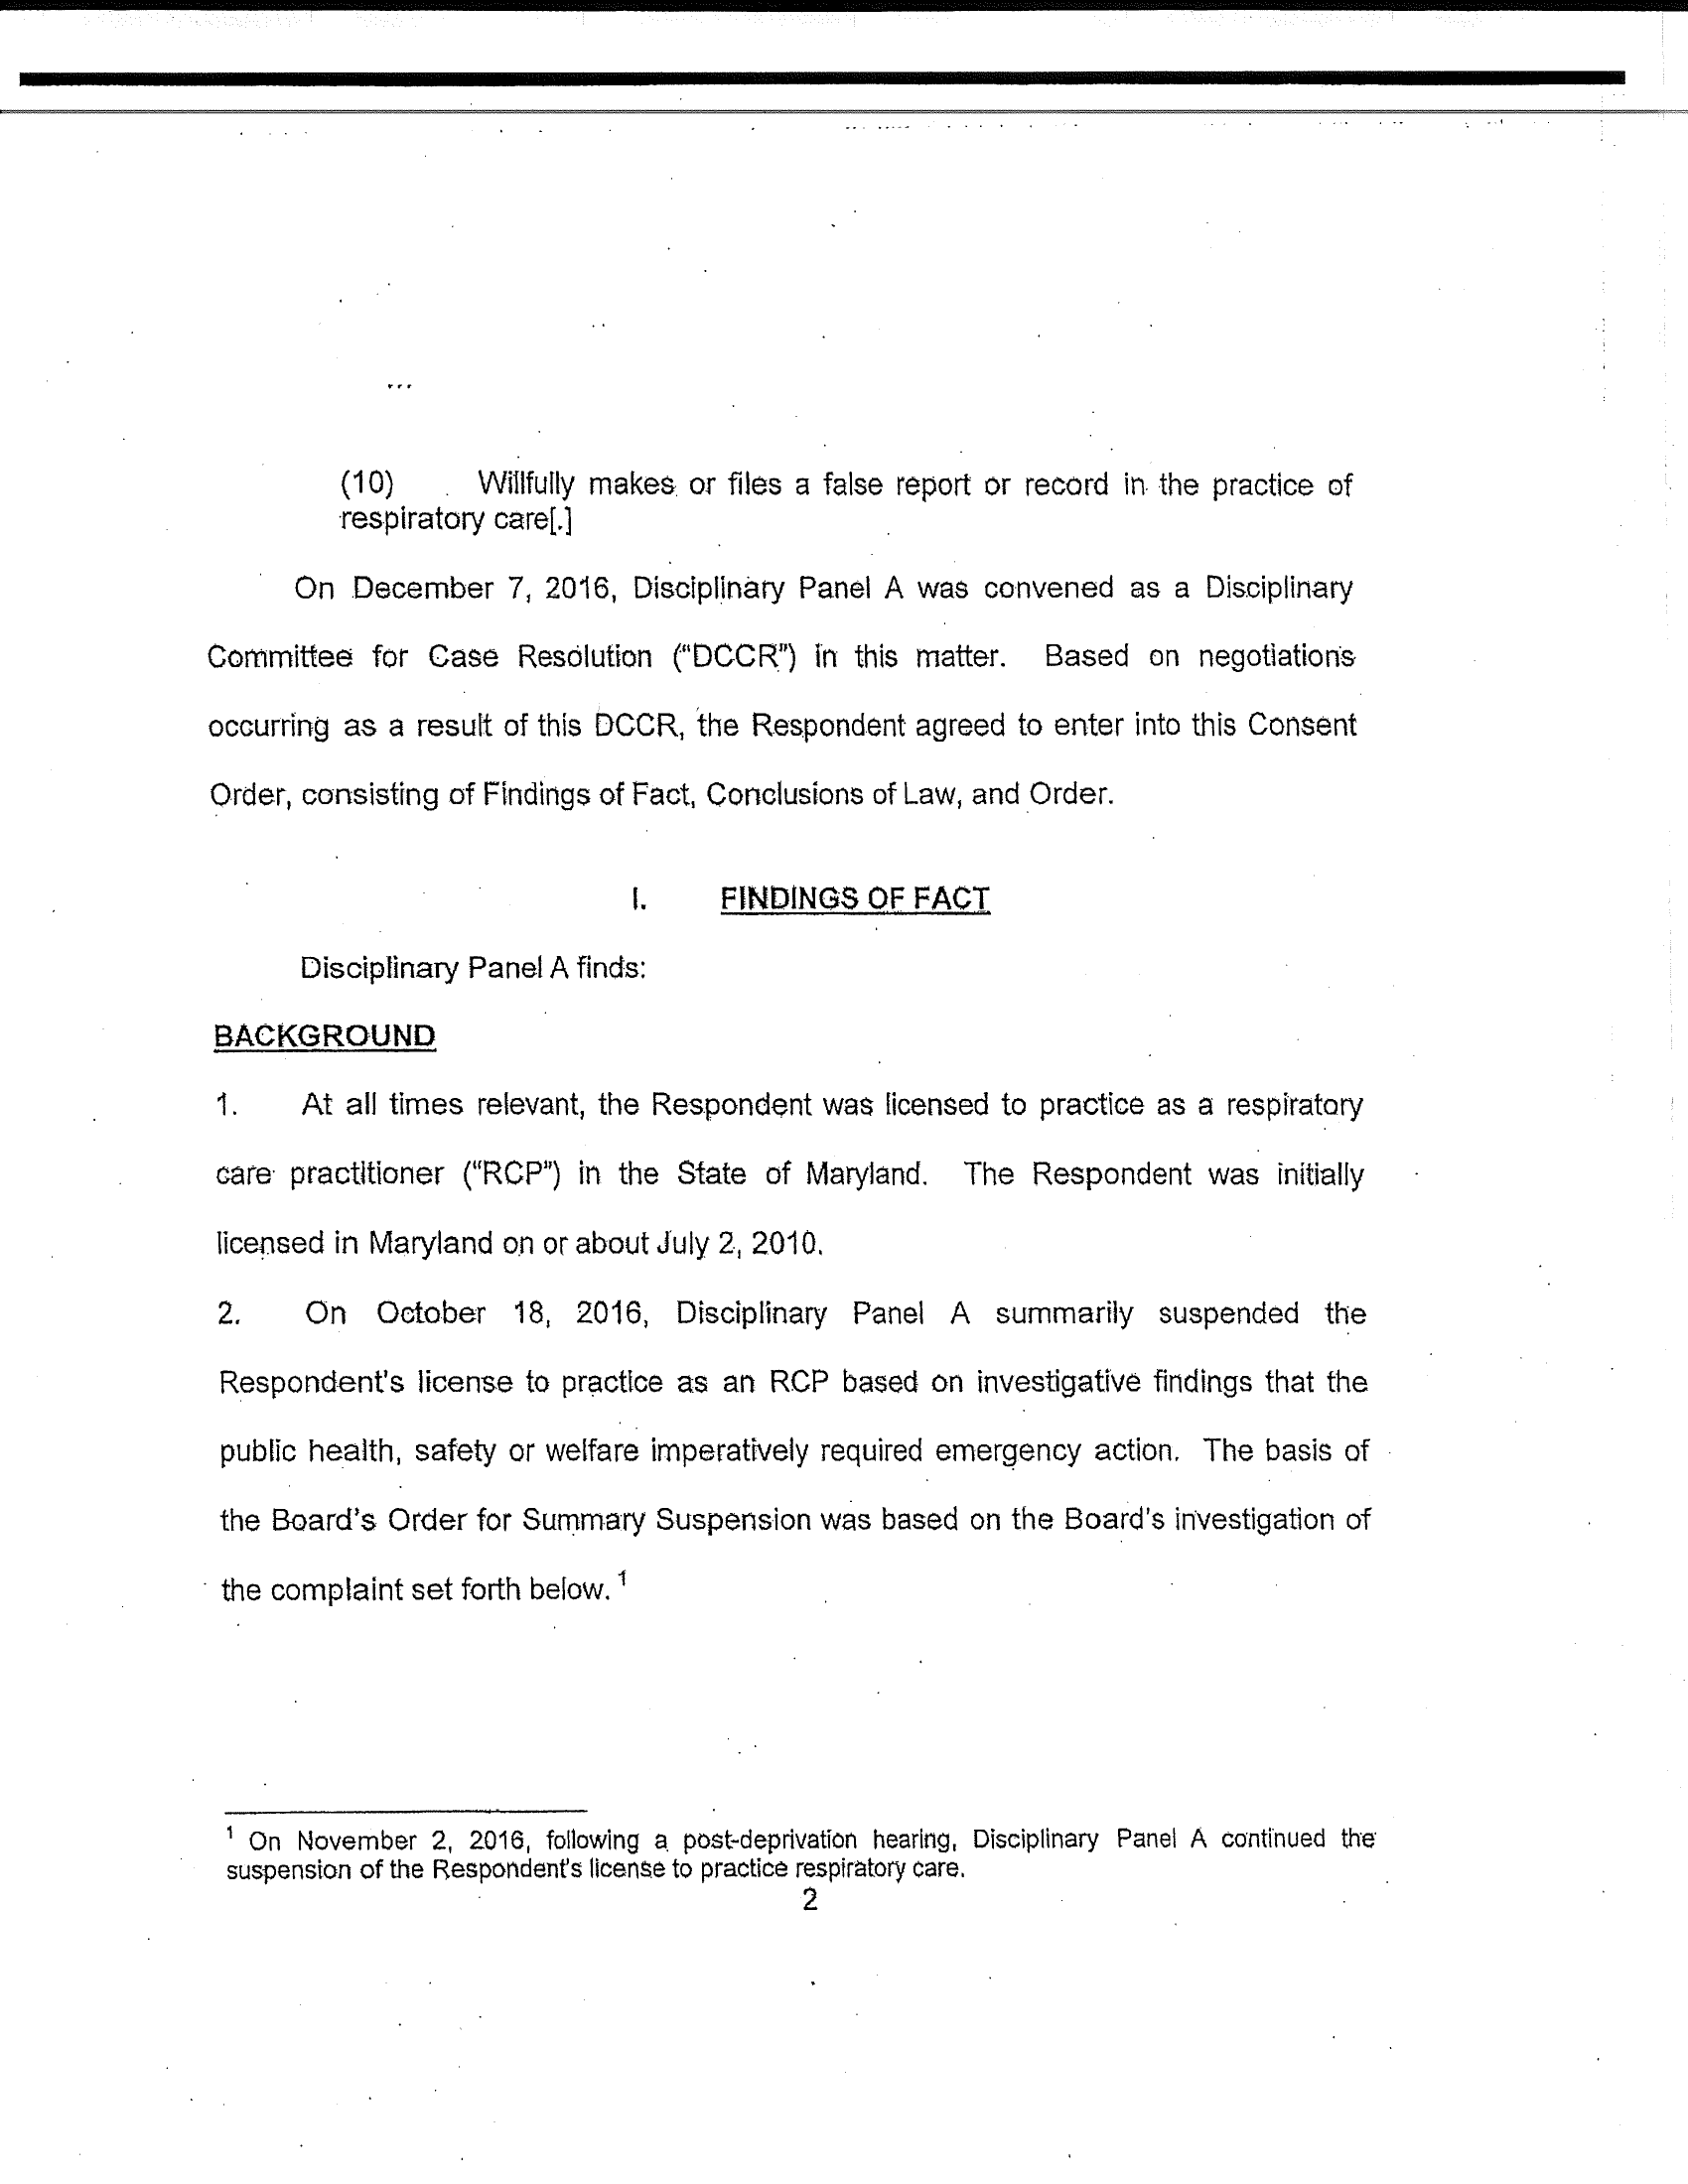 ...
(10) Willfully makes or files a false report or record in the practice of
respiratory care[.]
On December 7, 2016, Disciplinary Panel A was convened as a Disciplinary
Committee for Case Resolution ("DCCR") in this matter. Based on negotiations
occurring as a result of this DCCR, the Respondent agreed to enter into this Consent
Order, consisting of Findings of Fact, Conclusions of Law, and Order.
I. FINDINGS OF FACT
Disciplinary Panel A finds:
BACKGROUND
1. At all times relevant, the Respondent was licensed to practice as a respiratory
care practitioner ("RCP") in the State of Maryland. The Respondent was initially
licensed in Maryland on or about July 2, 2010.
2. On October 18, 2016, Disciplinary Panel A summarily suspended the
Respondent's license to practice as an RCP based on investigative findings that the
public health, safety or welfare imperatively required emergency action. The basis of
the Board's Order for Summary Suspension was based on the Board's investigation of
the complaint set forth below. 1
1 On November 2, 2016, following a post-deprivation hearing, Disciplinary Panel A continued the
suspension of the Respondent's license to practice respiratory care.
2